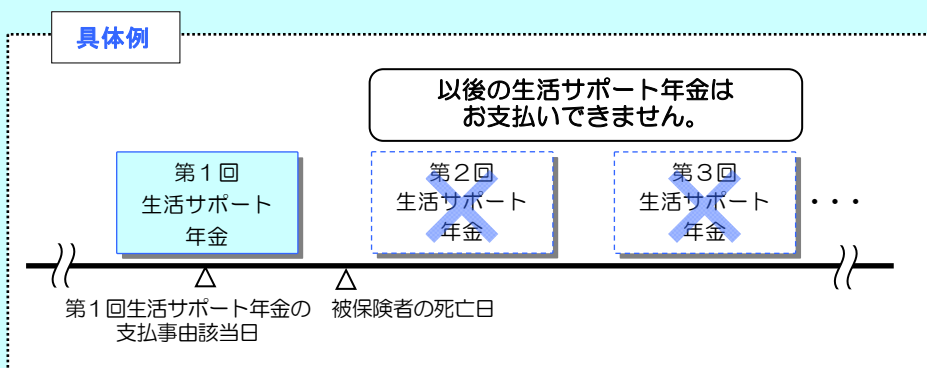 具体例
以後の生活サポート年金は
お支払いできません。
第１回
生活サポート
年金
第２回
生活サポート
年金
第３回
生活サポート
年金
・・・
第１回生活サポート年金の
支払事由該当日
被保険者の死亡日